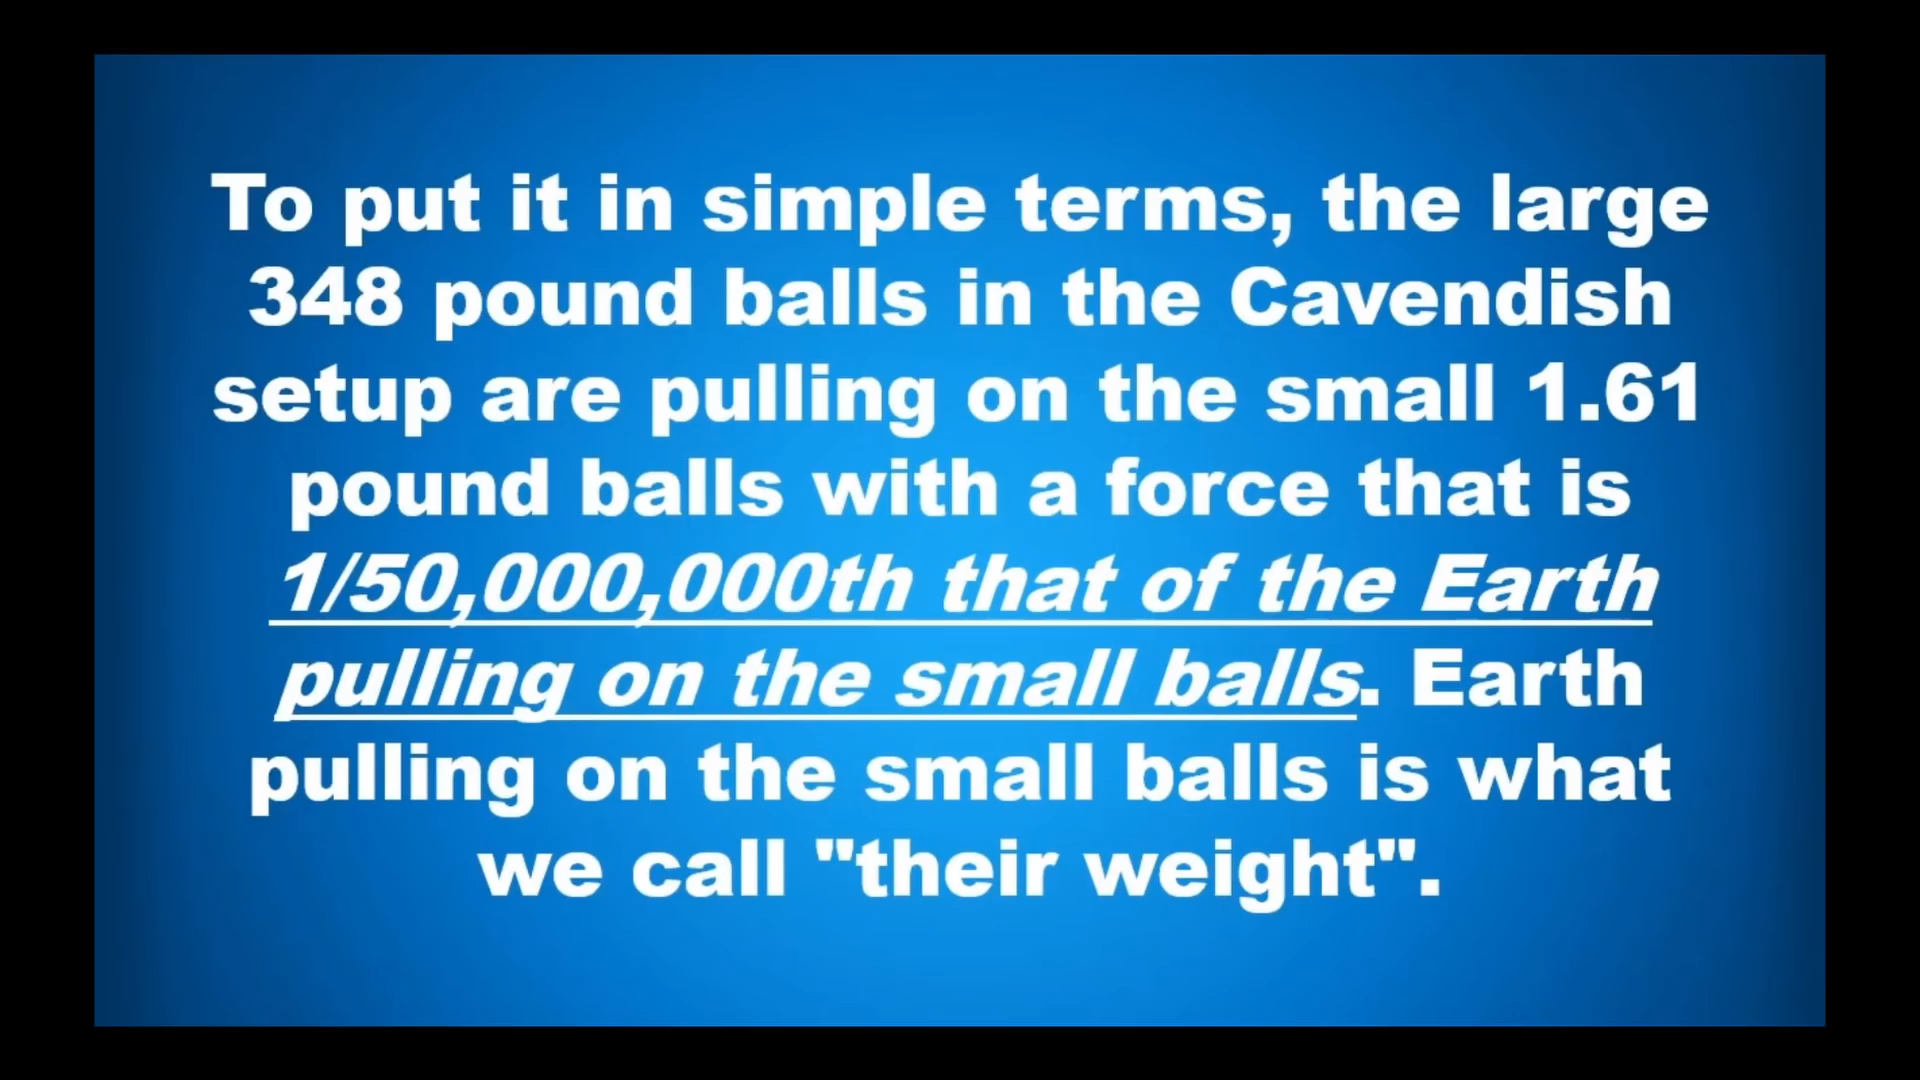 To put it in simple terms, the large
348 pound balls in the Cavendish
setup are pulling on the small 1.61
pound balls with a force that is
1/50,000,000th that of the Earth
pulling on the small balls. Earth
pulling on the small balls is what
we call "their weight".